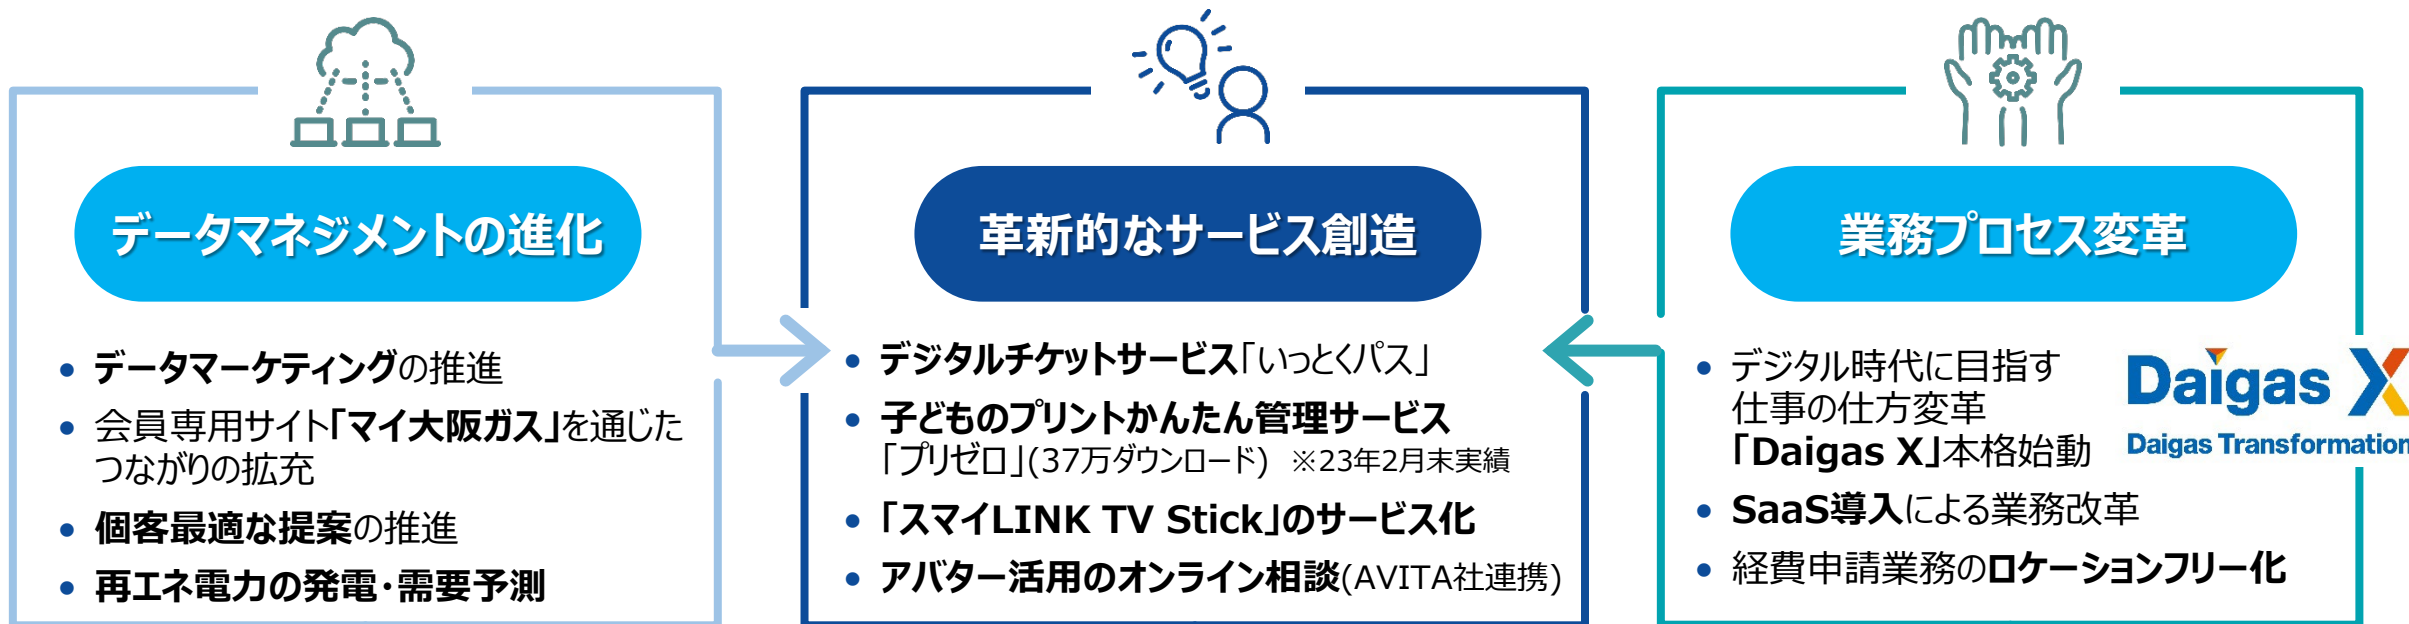 データマネジメントの進化
• データマーケティングの推進
• 会員専用サイト「マイ大阪ガス」を通じた
つながりの拡充
• 個客最適な提案の推進
• 再エネ電力の発電・需要予測
革新的なサービス創造
• デジタルチケットサービス「いっとくパス」
• 子どものプリントかんたん管理サービス
「プリゼロ」(37万ダウンロード) ※23年2月末実績
• 「スマイLINK TV Stick」のサービス化
• アバター活用のオンライン相談(AVITA社連携)
業務プロセス変革
• デジタル時代に目指す
仕事の仕方変革
「Daigas X」本格始動
• SaaS導入による業務改革
• 経費申請業務のロケーションフリー化
Daigas X
Daigas Transformation